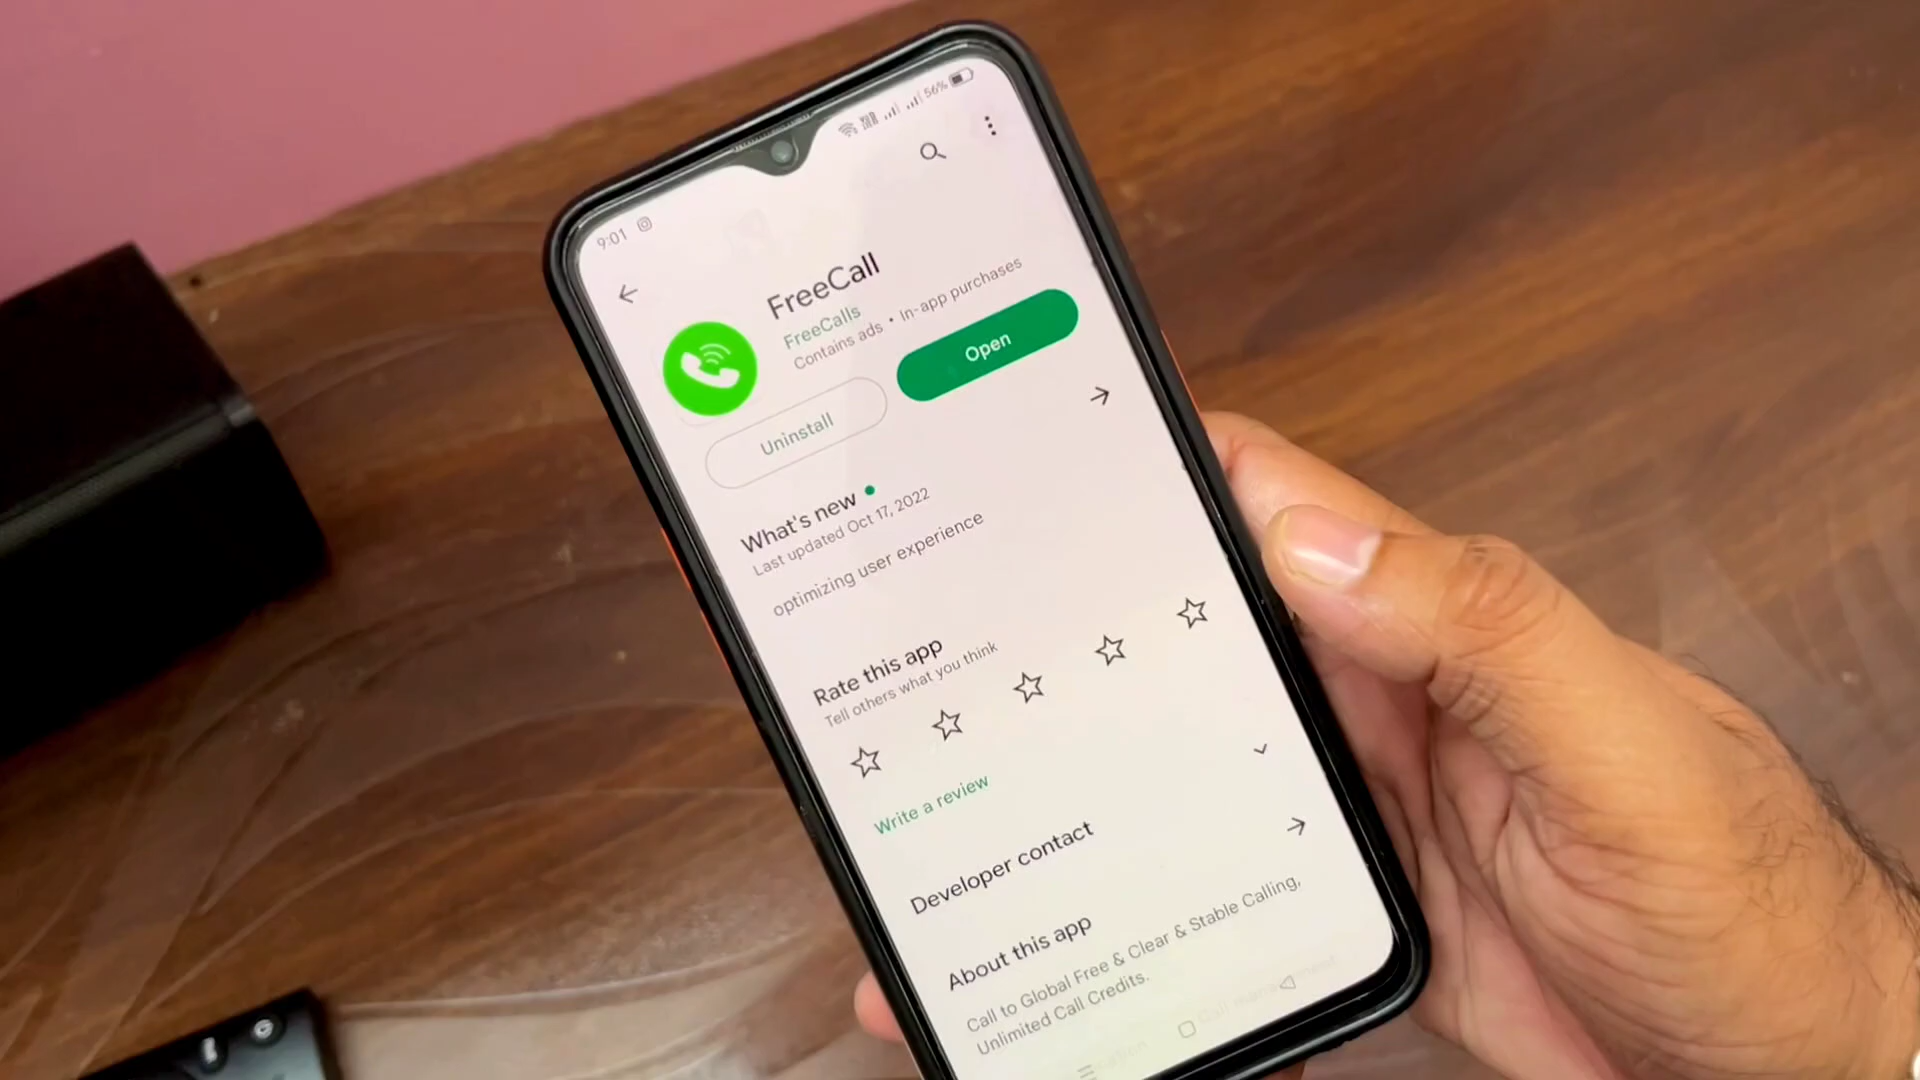 9:01
56%
FreeCall
FreeCalls
Contains ads • In-app purchases
Uninstall
Open
What's new
Last updated Oct 17, 2022
optimizing user experience
Rate this app
Tell others what you think
Write a review
Developer contact
About this app
Call to Global Free & Clear & Stable Calling,
Unlimited Call Credits.